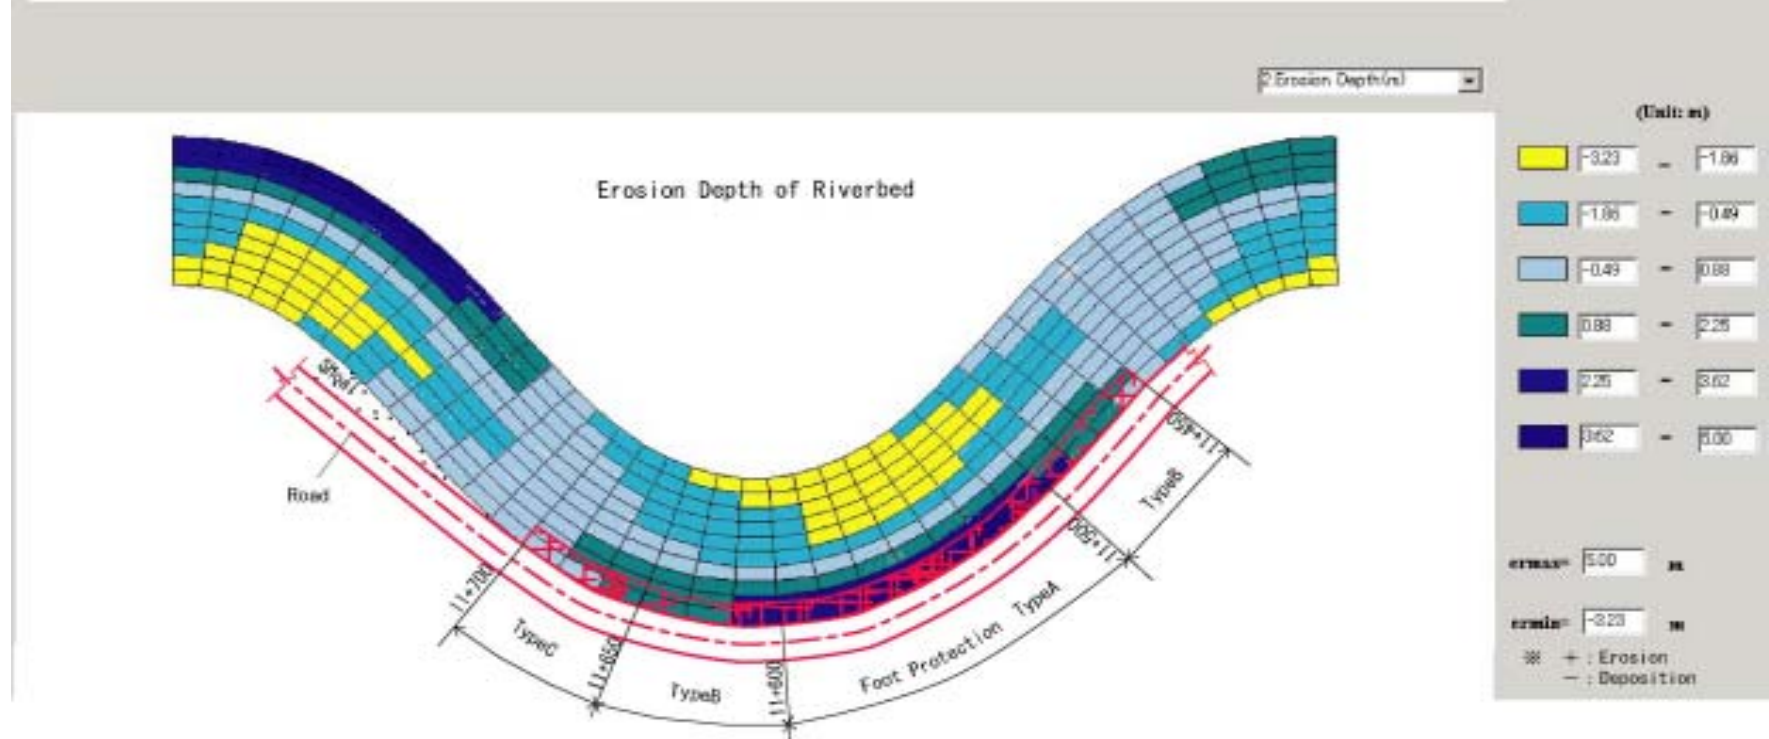 2.Erosion Depth(m)
(Unit: m)
Erosion Depth of Riverbed
-3.23 - -1.86
-1.86 - -0.49
-0.49 - 0.88
0.88 - 2.25
2.25 - 3.62
3.62 - 5.00
Road
11+450
TypeB
11+500
11+700
TypeC
11+650
TypeB
11+600
Foot Protection TypeA
ermax= 5.00 m
ermin= -3.23 m
※ + : Erosion
- : Deposition